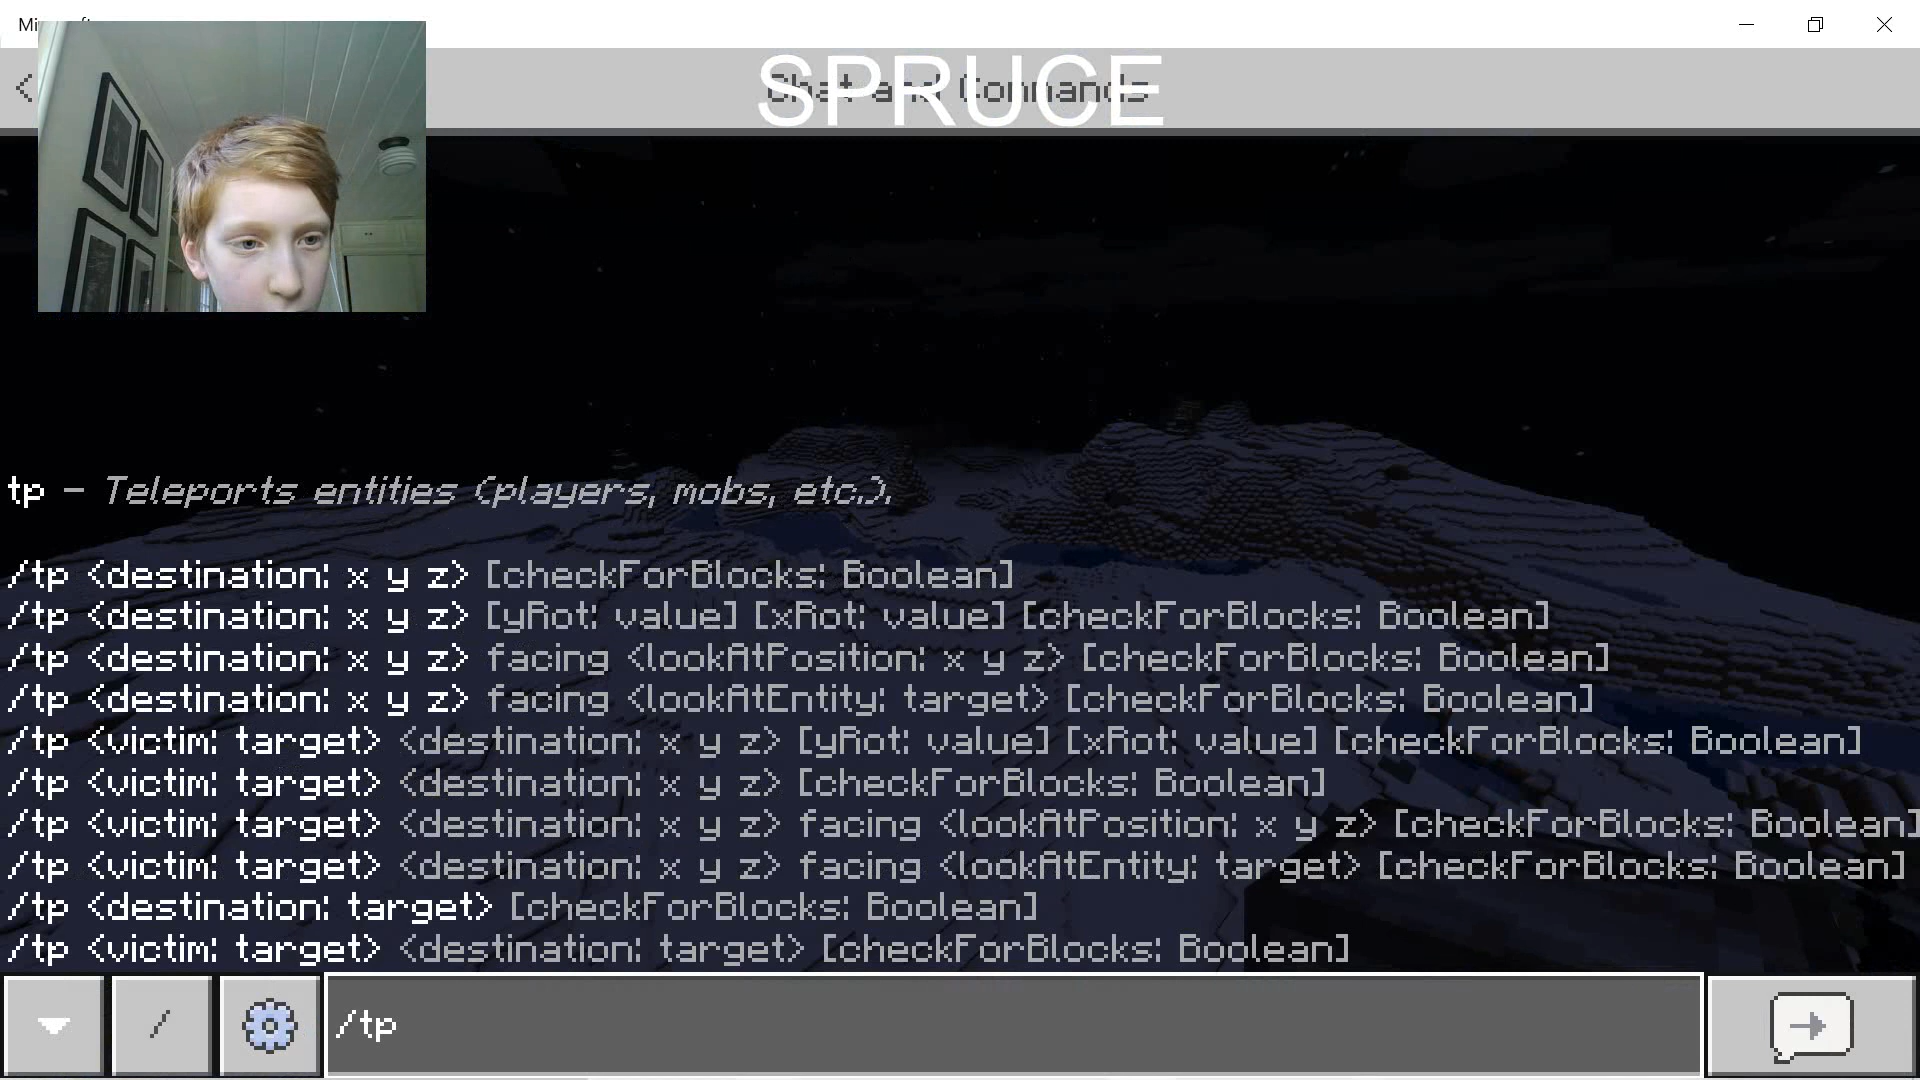 SPRUCE
Chat and Commands
tp - Teleports entities (players, mobs, etc.).
/tp <destination: x y z> [checkForBlocks: Boolean]
/tp <destination: x y z> [yRot: value] [xRot: value] [checkForBlocks: Boolean]
/tp <destination: x y z> facing <lookAtPosition: x y z> [checkForBlocks: Boolean]
/tp <destination: x y z> facing <lookAtEntity: target> [checkForBlocks: Boolean]
/tp <victim: target> <destination: x y z> [yRot: value] [xRot: value] [checkForBlocks: Boolean]
/tp <victim: target> <destination: x y z> [checkForBlocks: Boolean]
/tp <victim: target> <destination: x y z> facing <lookAtPosition: x y z> [checkForBlocks: Boolean]
/tp <victim: target> <destination: x y z> facing <lookAtEntity: target> [checkForBlocks: Boolean]
/tp <destination: target> [checkForBlocks: Boolean]
/tp <victim: target> <destination: target> [checkForBlocks: Boolean]
/
/tp